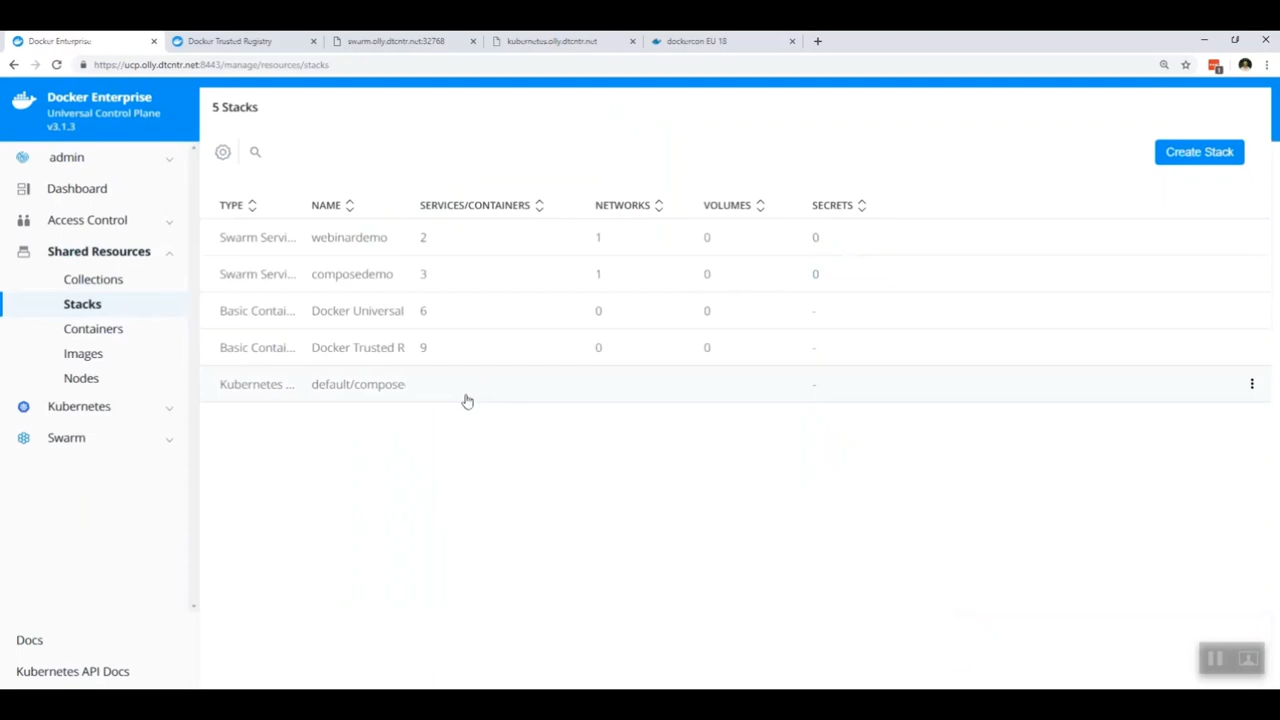 Docker Enterprise
Docker Trusted Registry
swarm.olly.dtcntr.net:32768
kubernetes.olly.dtcntr.net
dockercon EU 18
https://ucp.olly.dtcntr.net:8443/manage/resources/stacks
1
Docker Enterprise
Universal Control Plane
v3.1.3
admin
Dashboard
Access Control
Shared Resources
Collections
Stacks
Containers
Images
Nodes
Kubernetes
Swarm
Docs
Kubernetes API Docs
5 Stacks
Create Stack
TYPE NAME SERVICES/CONTAINERS NETWORKS VOLUMES SECRETS
Swarm Servi... webinardemo 2 1 0 0
Swarm Servi... composedemo 3 1 0 0
Basic Contai... Docker Universal 6 0 0 -
Basic Contai... Docker Trusted R 9 0 0 -
Kubernetes ... default/compose -